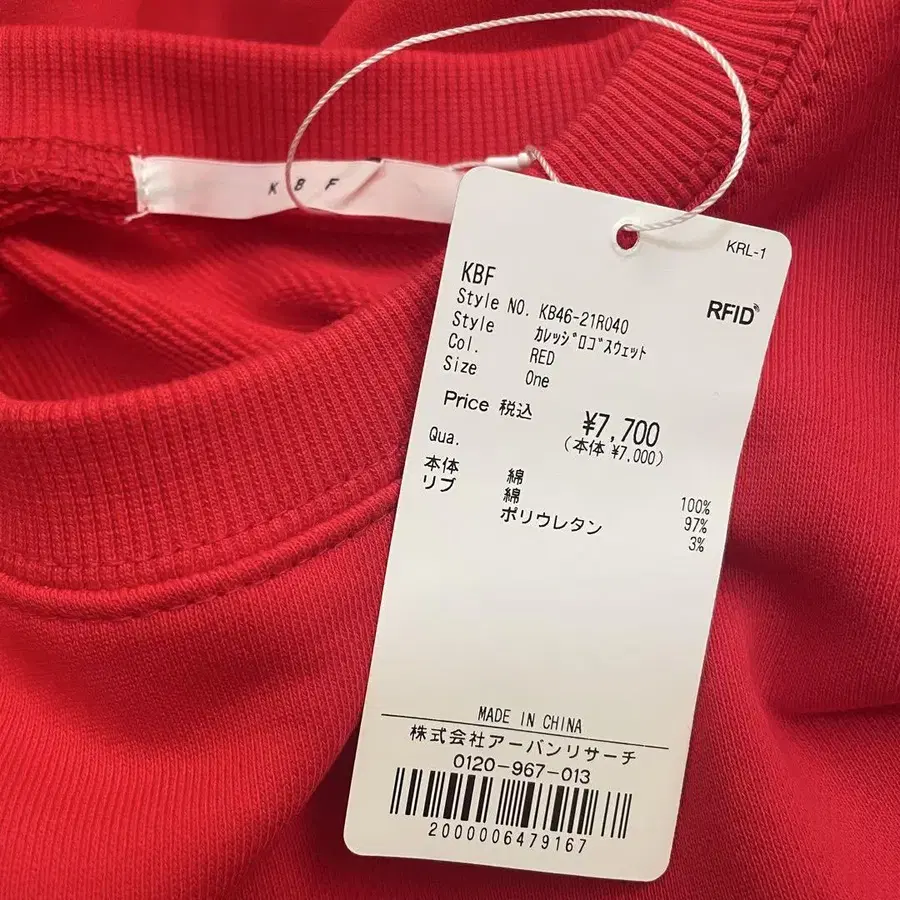 K B F
KRL-1
RFID
KBF
Style NO. KB46-21R040
Style カレッジロゴスウェット
Col. RED
Size One
Price 税込 ¥7,700
(本体 ¥7,000)
Qua.
本体 綿 100%
リブ 綿 97%
ポリウレタン 3%
MADE IN CHINA
株式会社アーバンリサーチ
0120-967-013
2000006479167